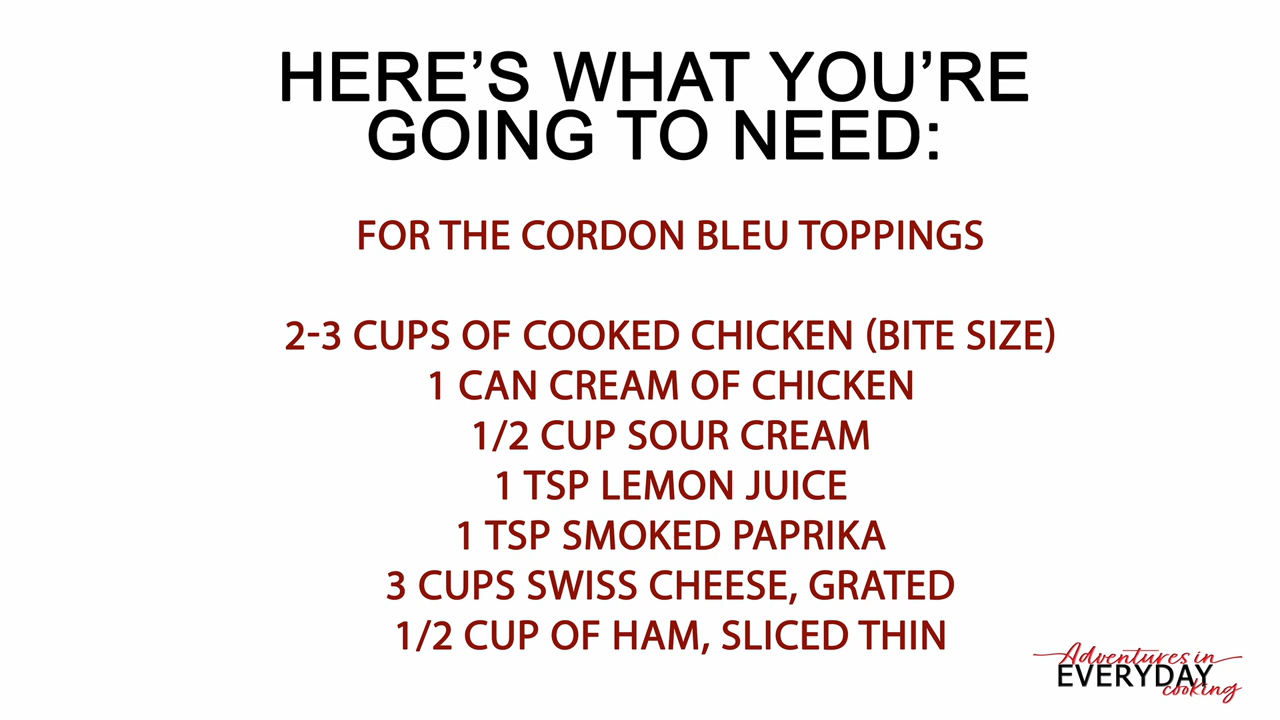 HERE’S WHAT YOU’RE
GOING TO NEED:
FOR THE CORDON BLEU TOPPINGS
2-3 CUPS OF COOKED CHICKEN (BITE SIZE)
1 CAN CREAM OF CHICKEN
1/2 CUP SOUR CREAM
1 TSP LEMON JUICE
1 TSP SMOKED PAPRIKA
3 CUPS SWISS CHEESE, GRATED
1/2 CUP OF HAM, SLICED THIN
Adventures in
EVERYDAY
cooking